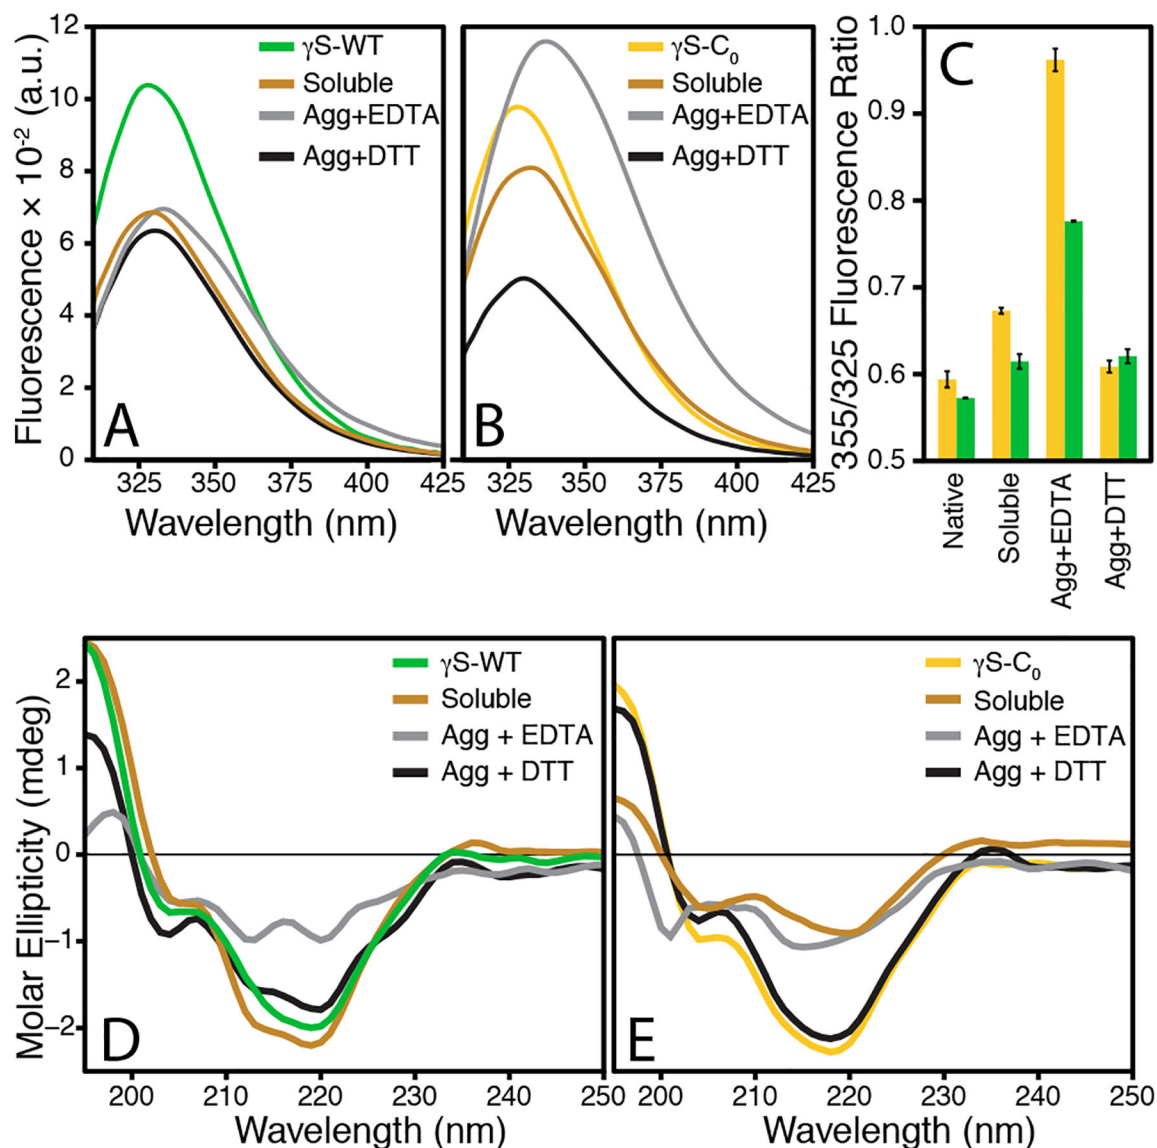 Fluorescence × 10⁻² (a.u.)
12
10
8
6
4
2
0
γS-WT
Soluble
Agg+EDTA
Agg+DTT
A
325 350 375 400 425
Wavelength (nm)
γS-C₀
Soluble
Agg+EDTA
Agg+DTT
B
325 350 375 400 425
Wavelength (nm)
355/325 Fluorescence Ratio
1.0
0.9
0.8
0.7
0.6
0.5
C
Native
Soluble
Agg+EDTA
Agg+DTT
Molar Ellipticity (mdeg)
2
1
0
−1
−2
γS-WT
Soluble
Agg + EDTA
Agg + DTT
D
200 210 220 230 240 250
Wavelength (nm)
γS-C₀
Soluble
Agg + EDTA
Agg + DTT
E
200 210 220 230 240 250
Wavelength (nm)